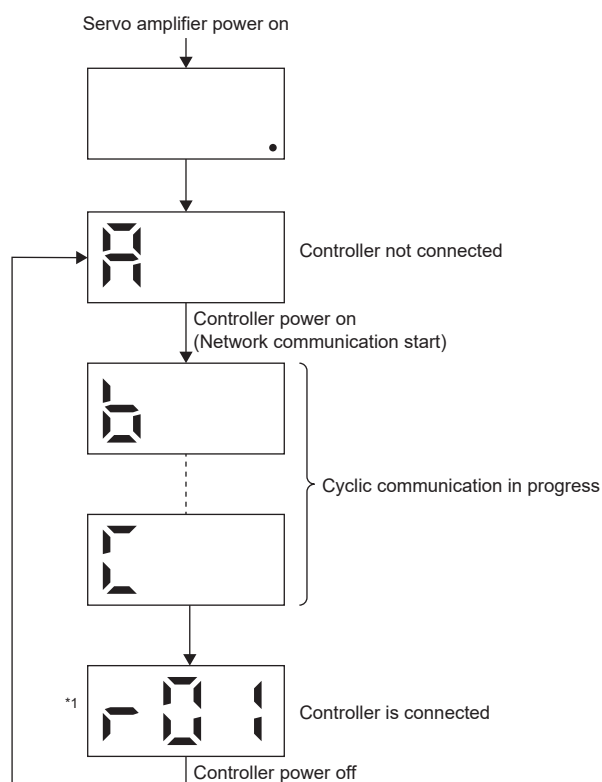 Servo amplifier power on
A
Controller not connected
Controller power on
(Network communication start)
b
Cyclic communication in progress
C
*1
r01
Controller is connected
Controller power off